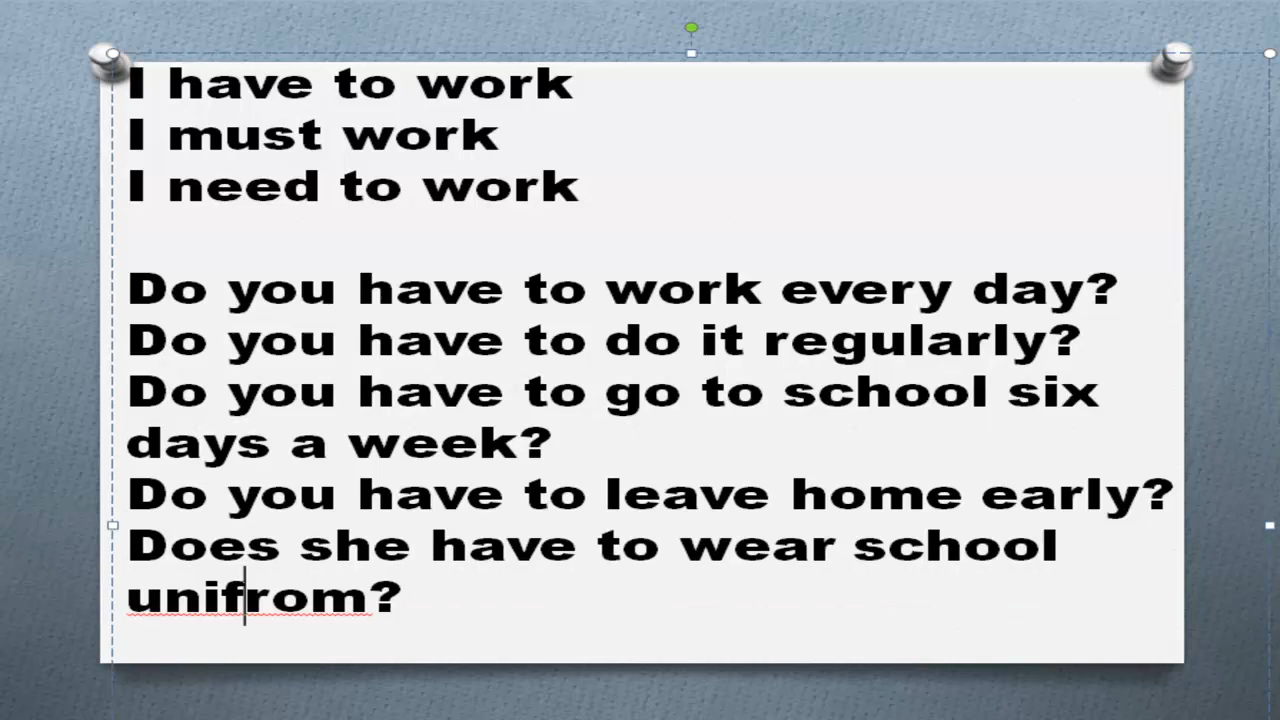 I have to work
I must work
I need to work
Do you have to work every day?
Do you have to do it regularly?
Do you have to go to school six
days a week?
Do you have to leave home early?
Does she have to wear school
unifrom?